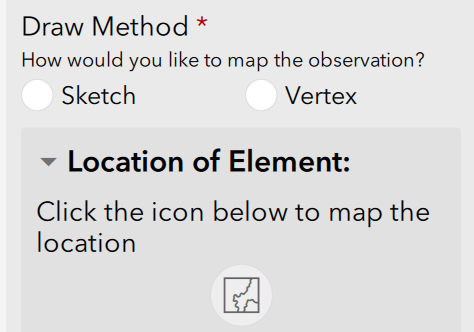 Draw Method *
How would you like to map the observation?
Sketch Vertex
Location of Element:
Click the icon below to map the
location